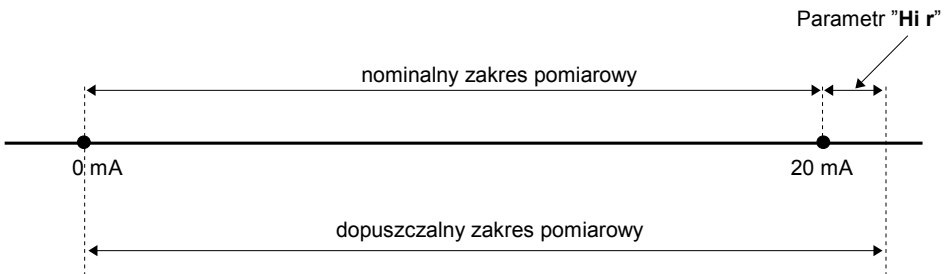 Parametr ”Hi r”
nominalny zakres pomiarowy
0 mA
20 mA
dopuszczalny zakres pomiarowy